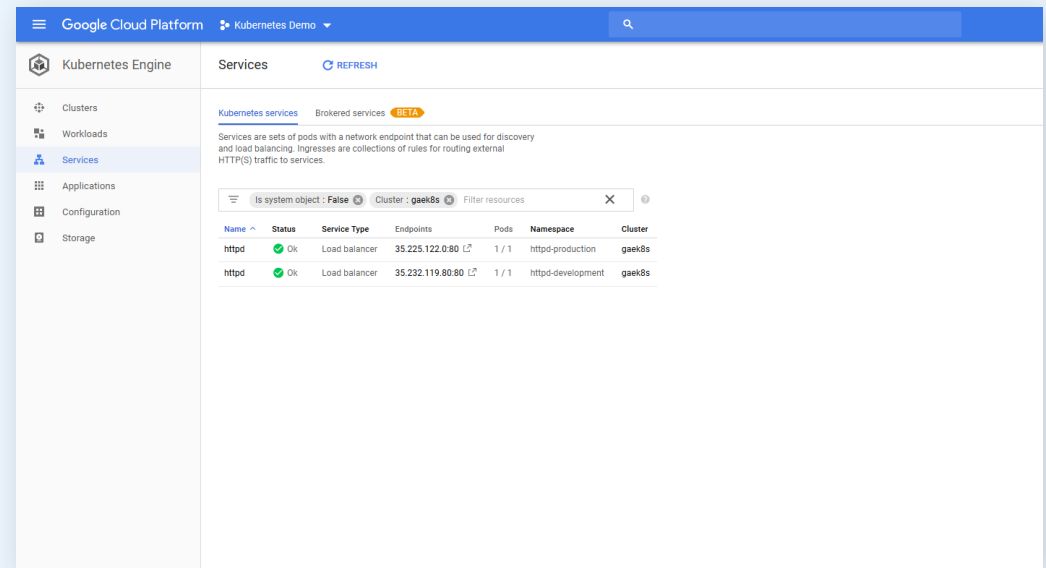 Google Cloud Platform Kubernetes Demo
Kubernetes Engine
Services REFRESH
Clusters
Workloads
Services
Applications
Configuration
Storage
Kubernetes services Brokered services BETA
Services are sets of pods with a network endpoint that can be used for discovery
and load balancing. Ingresses are collections of rules for routing external
HTTP(S) traffic to services.
Is system object : False Cluster : gaek8s Filter resources
Name Status Service Type Endpoints Pods Namespace Cluster
httpd Ok Load balancer 35.225.122.0:80 1 / 1 httpd-production gaek8s
httpd Ok Load balancer 35.232.119.80:80 1 / 1 httpd-development gaek8s